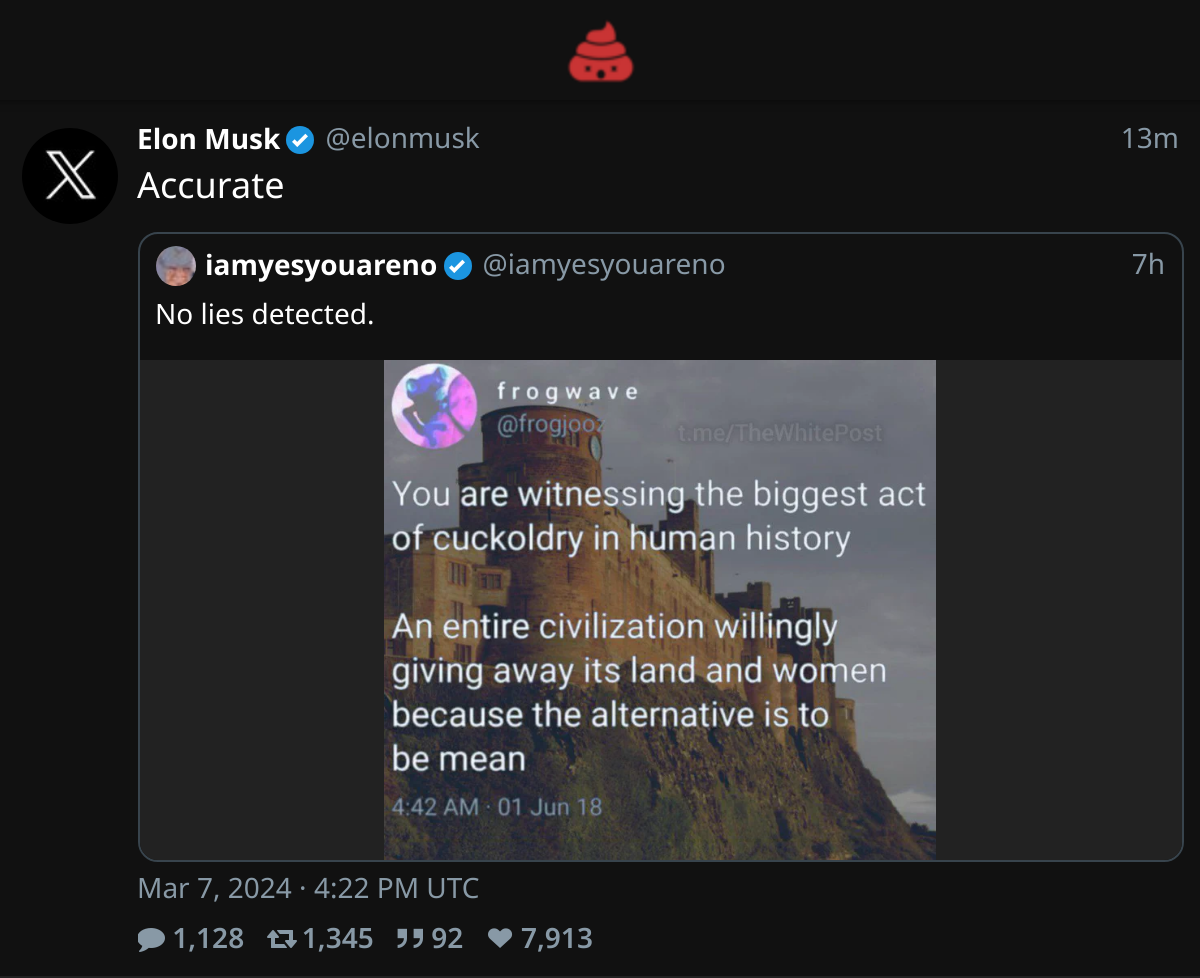 Elon Musk @elonmusk 13m
Accurate
iamyesyouareno @iamyesyouareno 7h
No lies detected.
frogwave
@frogjooz
t.me/TheWhitePost
You are witnessing the biggest act
of cuckoldry in human history
An entire civilization willingly
giving away its land and women
because the alternative is to
be mean
4:42 AM · 01 Jun 18
Mar 7, 2024 · 4:22 PM UTC
1,128 1,345 92 7,913